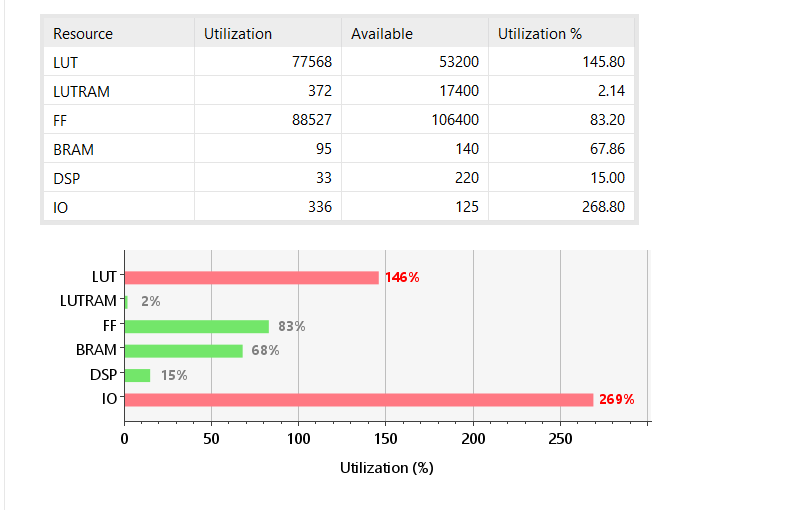 Resource Utilization Available Utilization %
LUT 77568 53200 145.80
LUTRAM 372 17400 2.14
FF 88527 106400 83.20
BRAM 95 140 67.86
DSP 33 220 15.00
IO 336 125 268.80
LUT 146%
LUTRAM 2%
FF 83%
BRAM 68%
DSP 15%
IO 269%
0 50 100 150 200 250
Utilization (%)